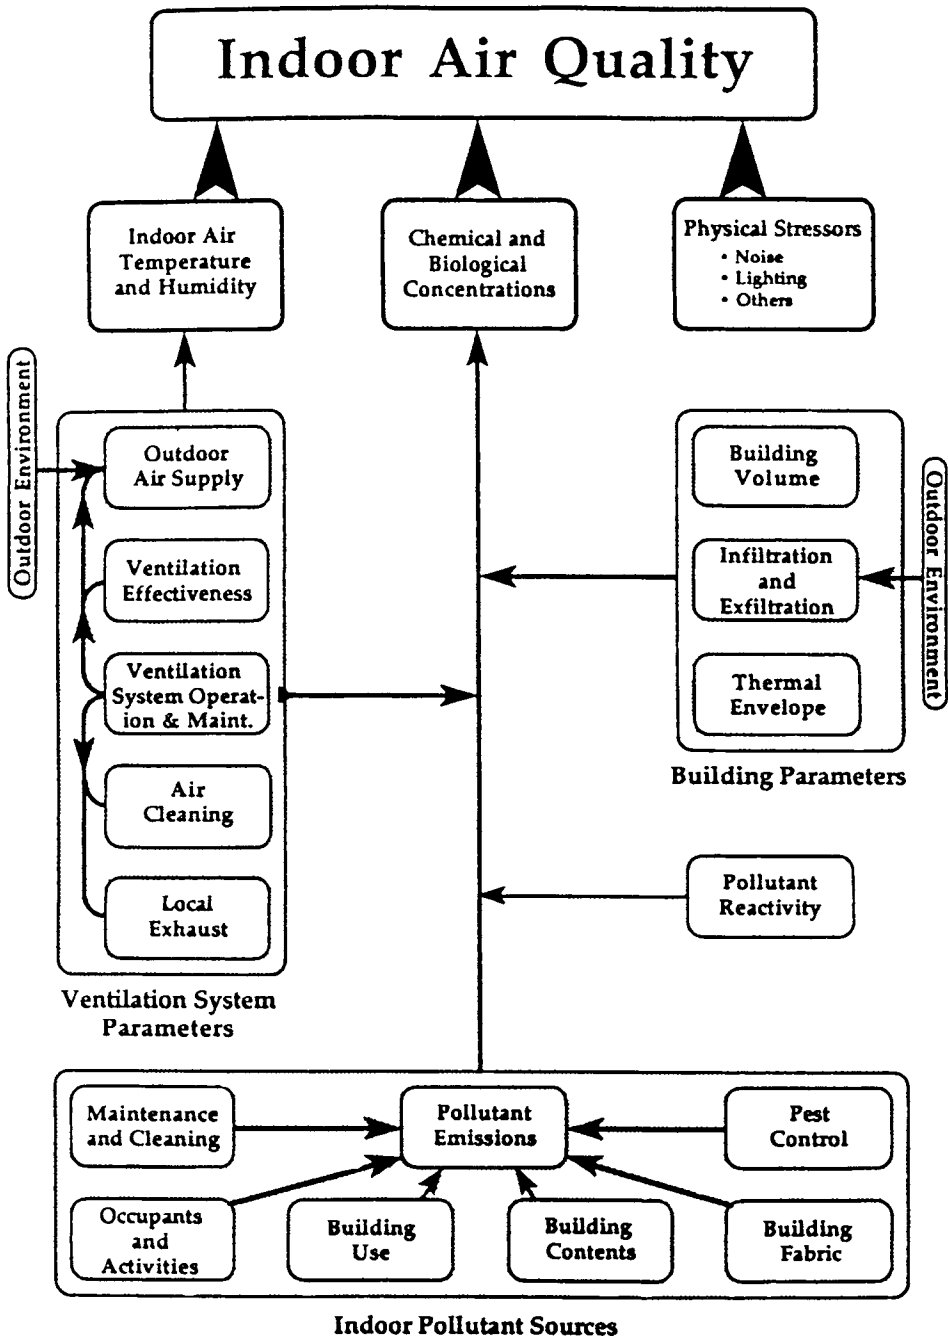 Indoor Air Quality
Indoor Air
Temperature
and Humidity
Chemical and
Biological
Concentrations
Physical Stressors
• Noise
• Lighting
• Others
Outdoor Environment
Outdoor
Air Supply
Ventilation
Effectiveness
Ventilation
System Operat-
ion & Maint.
Air
Cleaning
Local
Exhaust
Ventilation System
Parameters
Building
Volume
Infiltration
and
Exfiltration
Thermal
Envelope
Building Parameters
Outdoor Environment
Pollutant
Reactivity
Maintenance
and Cleaning
Pollutant
Emissions
Pest
Control
Occupants
and
Activities
Building
Use
Building
Contents
Building
Fabric
Indoor Pollutant Sources